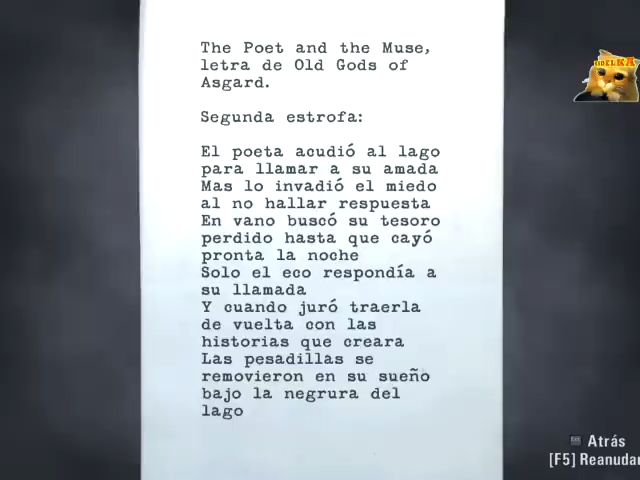 The Poet and the Muse,
letra de Old Gods of
Asgard.
Segunda estrofa:
El poeta acudió al lago
para llamar a su amada
Mas lo invadió el miedo
al no hallar respuesta
En vano buscó su tesoro
perdido hasta que cayó
pronta la noche
Solo el eco respondía a
su llamada
Y cuando juró traerla
de vuelta con las
historias que creara
Las pesadillas se
removieron en su sueño
bajo la negrura del
lago
Atrás
[F5] Reanudar